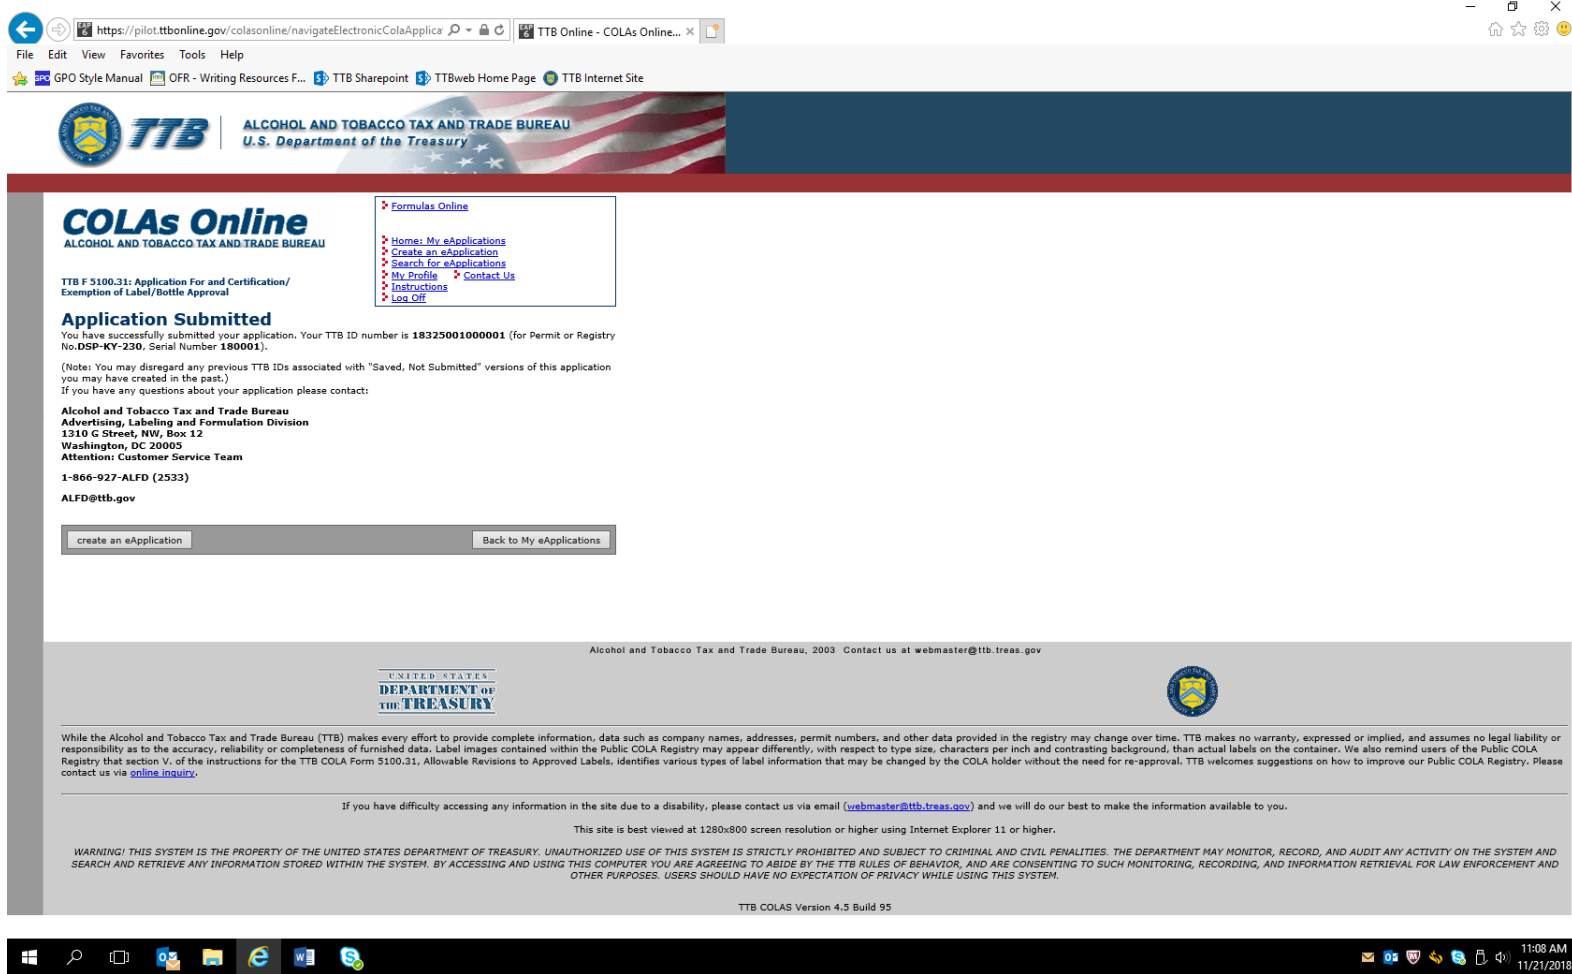 https://pilot.ttbonline.gov/colasonline/navigateElectronicColaApplica
TTB Online - COLAs Online...
File Edit View Favorites Tools Help
GPO Style Manual OFR - Writing Resources F... TTB Sharepoint TTBweb Home Page TTB Internet Site
TTB
ALCOHOL AND TOBACCO TAX AND TRADE BUREAU
U.S. Department of the Treasury
COLAs Online
ALCOHOL AND TOBACCO TAX AND TRADE BUREAU
Formulas Online
Home: My eApplications
Create an eApplication
Search for eApplications
My Profile Contact Us
Instructions
Log Off
TTB F 5100.31: Application For and Certification/
Exemption of Label/Bottle Approval
Application Submitted
You have successfully submitted your application. Your TTB ID number is 18325001000001 (for Permit or Registry
No.DSP-KY-230, Serial Number 180001).
(Note: You may disregard any previous TTB IDs associated with "Saved, Not Submitted" versions of this application
you may have created in the past.)
If you have any questions about your application please contact:
Alcohol and Tobacco Tax and Trade Bureau
Advertising, Labeling and Formulation Division
1310 G Street, NW, Box 12
Washington, DC 20005
Attention: Customer Service Team
1-866-927-ALFD (2533)
ALFD@ttb.gov
create an eApplication Back to My eApplications
Alcohol and Tobacco Tax and Trade Bureau, 2003 Contact us at webmaster@ttb.treas.gov
UNITED STATES
DEPARTMENT OF
THE TREASURY
While the Alcohol and Tobacco Tax and Trade Bureau (TTB) makes every effort to provide complete information, data such as company names, addresses, permit numbers, and other data provided in the registry may change over time. TTB makes no warranty, expressed or implied, and assumes no legal liability or
responsibility as to the accuracy, reliability or completeness of furnished data. Label images contained within the Public COLA Registry may appear differently, with respect to type size, characters per inch and contrasting background, than actual labels on the container. We also remind users of the Public COLA
Registry that section V. of the instructions for the TTB COLA Form 5100.31, Allowable Revisions to Approved Labels, identifies various types of label information that may be changed by the COLA holder without the need for re-approval. TTB welcomes suggestions on how to improve our Public COLA Registry. Please
contact us via online inquiry.
If you have difficulty accessing any information in the site due to a disability, please contact us via email (webmaster@ttb.treas.gov) and we will do our best to make the information available to you.
This site is best viewed at 1280x800 screen resolution or higher using Internet Explorer 11 or higher.
WARNING! THIS SYSTEM IS THE PROPERTY OF THE UNITED STATES DEPARTMENT OF TREASURY. UNAUTHORIZED USE OF THIS SYSTEM IS STRICTLY PROHIBITED AND SUBJECT TO CRIMINAL AND CIVIL PENALITIES. THE DEPARTMENT MAY MONITOR, RECORD, AND AUDIT ANY ACTIVITY ON THE SYSTEM AND
SEARCH AND RETRIEVE ANY INFORMATION STORED WITHIN THE SYSTEM. BY ACCESSING AND USING THIS COMPUTER YOU ARE AGREEING TO ABIDE BY THE TTB RULES OF BEHAVIOR, AND ARE CONSENTING TO SUCH MONITORING, RECORDING, AND INFORMATION RETRIEVAL FOR LAW ENFORCEMENT AND
OTHER PURPOSES. USERS SHOULD HAVE NO EXPECTATION OF PRIVACY WHILE USING THIS SYSTEM.
TTB COLAS Version 4.5 Build 95
11:08 AM
11/21/2018